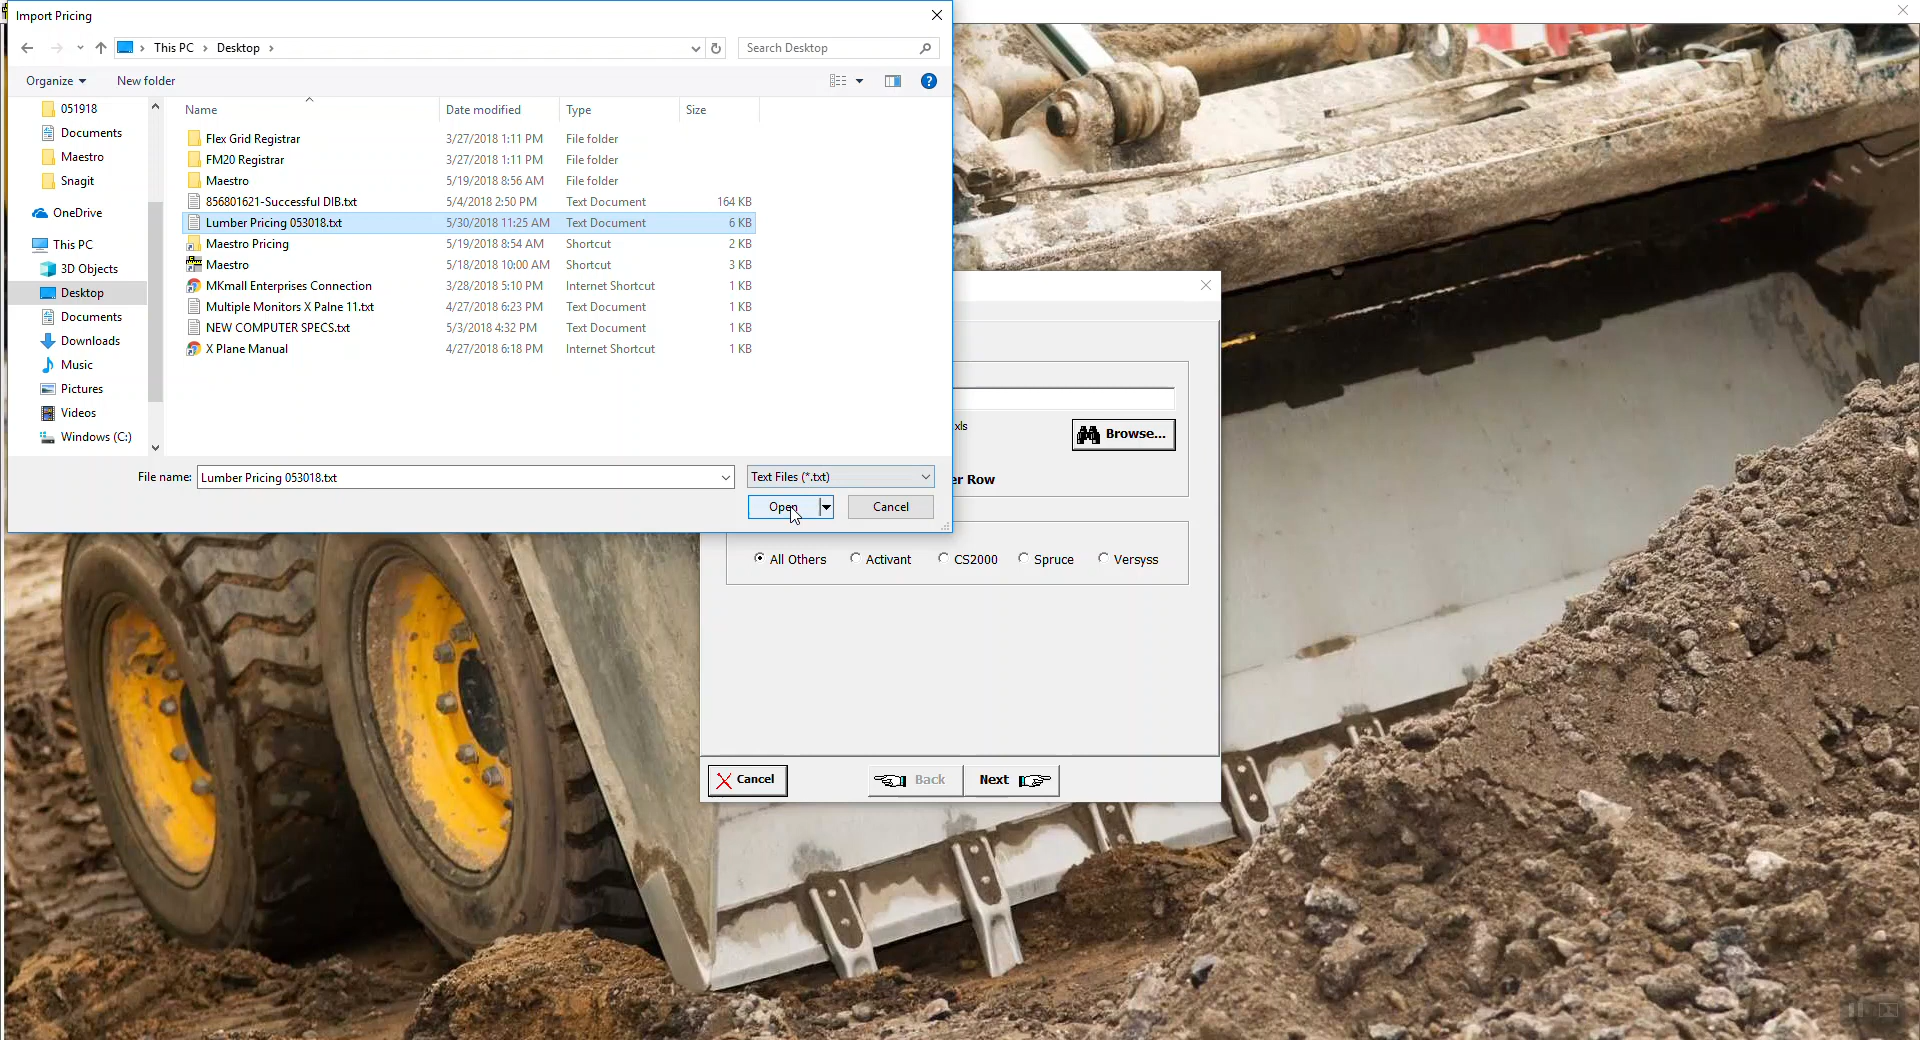 Import Pricing
This PC > Desktop >
Search Desktop
Organize
New folder
Name Date modified Type Size
051918
Documents
Maestro
Snagit
OneDrive
This PC
3D Objects
Desktop
Documents
Downloads
Music
Pictures
Videos
Windows (C:)
Flex Grid Registrar 3/27/2018 1:11 PM File folder
FM20 Registrar 3/27/2018 1:11 PM File folder
Maestro 5/19/2018 8:56 AM File folder
856801621-Successful DIB.txt 5/4/2018 2:50 PM Text Document 164 KB
Lumber Pricing 053018.txt 5/30/2018 11:25 AM Text Document 6 KB
Maestro Pricing 5/19/2018 8:54 AM Shortcut 2 KB
Maestro 5/18/2018 10:00 AM Shortcut 3 KB
MKmall Enterprises Connection 3/28/2018 5:10 PM Internet Shortcut 1 KB
Multiple Monitors X Palne 11.txt 4/27/2018 6:23 PM Text Document 1 KB
NEW COMPUTER SPECS.txt 5/3/2018 4:32 PM Text Document 1 KB
X Plane Manual 4/27/2018 6:18 PM Internet Shortcut 1 KB
File name: Lumber Pricing 053018.txt Text Files (*.txt)
Open Cancel
xls
Browse...
er Row
All Others Activant CS2000 Spruce Versyss
Cancel Back Next